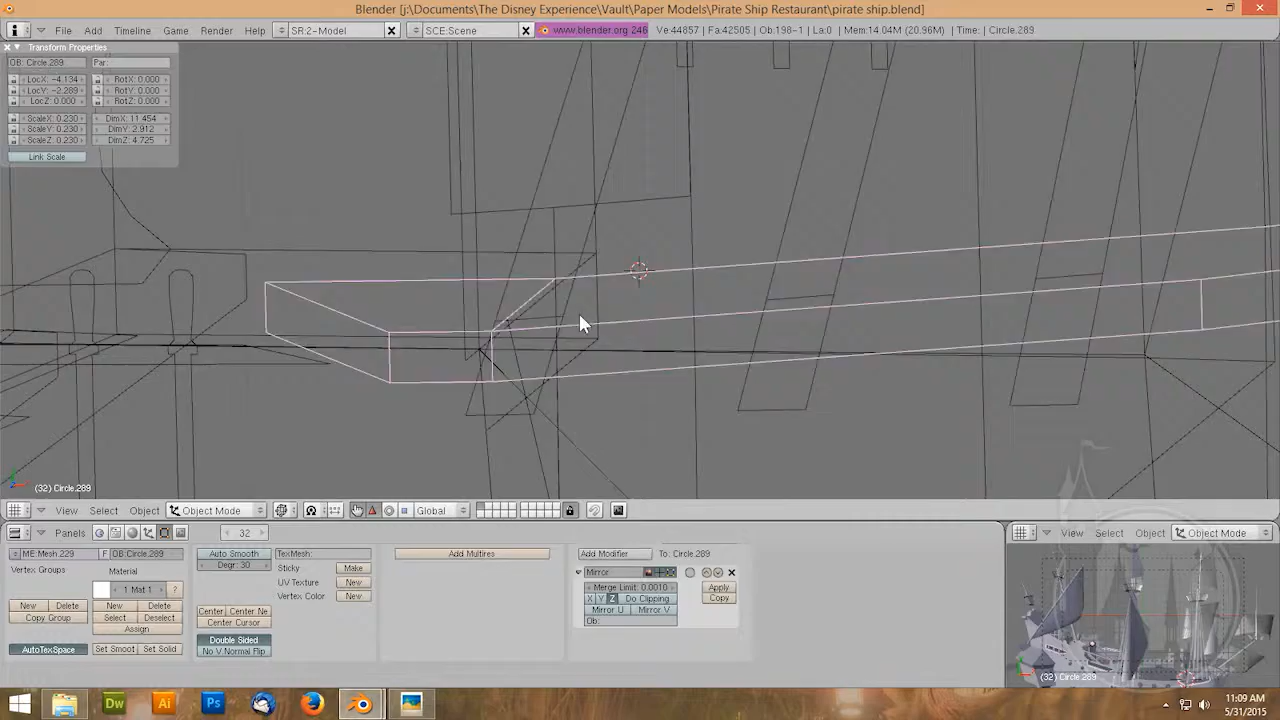 Blender [j:\Documents\The Disney Experience\Vault\Paper Models\Pirate Ship Restaurant\pirate ship.blend]
File Add Timeline Game Render Help SR:2-Model SCE:Scene www.blender.org 246 Ve:44857 | Fa:42505 | Ob:198-1 | La:0 | Mem:14.04M (20.96M) | Time: | Circle.289
Transform Properties
OB: Circle.289 Par:
LocX: -4.134 RotX: 0.000
LocY: -2.289 RotY: 0.000
LocZ: 0.000 RotZ: 0.000
ScaleX: 0.230 DimX: 11.454
ScaleY: 0.230 DimY: 2.912
ScaleZ: 0.230 DimZ: 4.725
Link Scale
(32) Circle.289
View Select Object Object Mode Global
Panels 32 View Select Object Object Mode
ME:Mesh.229 F OB:Circle.289 Auto Smooth TexMesh: Add Multires Add Modifier To: Circle.289
Degr: 30
Vertex Groups Material Sticky Make Mirror
1 Mat 1 ? UV Texture New Merge Limit: 0.0010 Apply
Vertex Color New X Y Z Do Clipping Copy
New Delete New Delete Center Center Ne Mirror U Mirror V
Copy Group Select Deselect Center Cursor Ob:
Assign
Double Sided
AutoTexSpace Set Smoot Set Solid No V.Normal Flip
(32) Circle.289
Dw Ai Ps
11:09 AM
5/31/2015